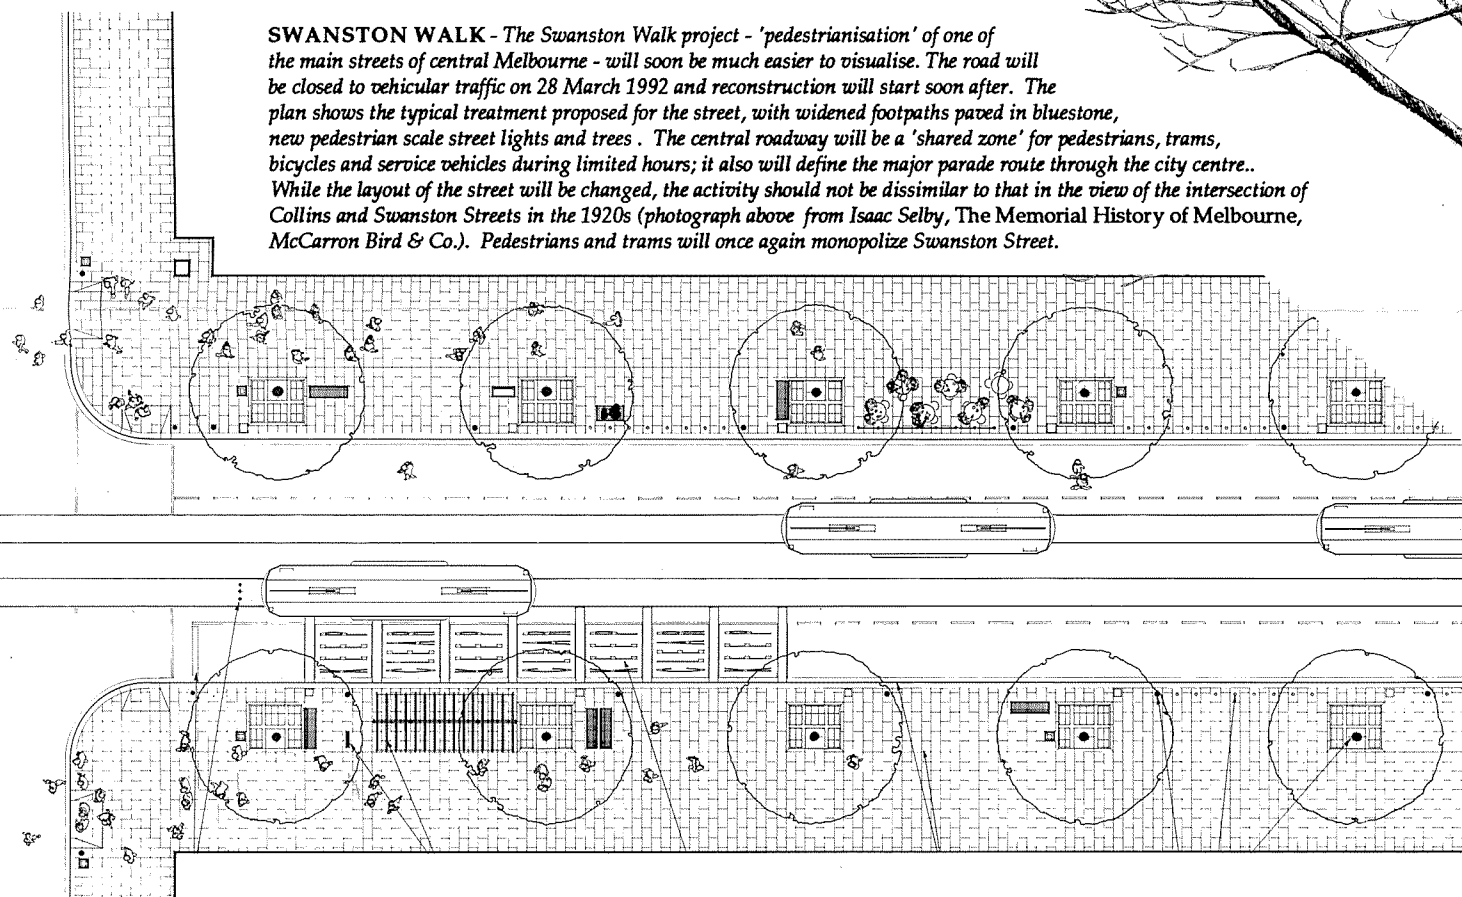 SWANSTON WALK - The Swanston Walk project - 'pedestrianisation' of one of
the main streets of central Melbourne - will soon be much easier to visualise. The road will
be closed to vehicular traffic on 28 March 1992 and reconstruction will start soon after. The
plan shows the typical treatment proposed for the street, with widened footpaths paved in bluestone,
new pedestrian scale street lights and trees . The central roadway will be a 'shared zone' for pedestrians, trams,
bicycles and service vehicles during limited hours; it also will define the major parade route through the city centre..
While the layout of the street will be changed, the activity should not be dissimilar to that in the view of the intersection of
Collins and Swanston Streets in the 1920s (photograph above from Isaac Selby, The Memorial History of Melbourne,
McCarron Bird & Co.). Pedestrians and trams will once again monopolize Swanston Street.